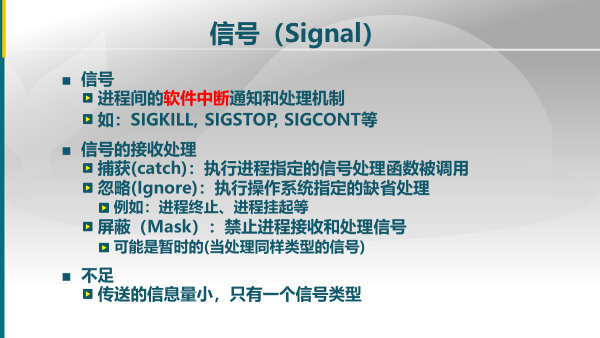 信号（Signal）
信号
进程间的软件中断通知和处理机制
如：SIGKILL, SIGSTOP, SIGCONT等
信号的接收处理
捕获(catch)：执行进程指定的信号处理函数被调用
忽略(Ignore)：执行操作系统指定的缺省处理
例如：进程终止、进程挂起等
屏蔽（Mask）：禁止进程接收和处理信号
可能是暂时的(当处理同样类型的信号)
不足
传送的信息量小，只有一个信号类型